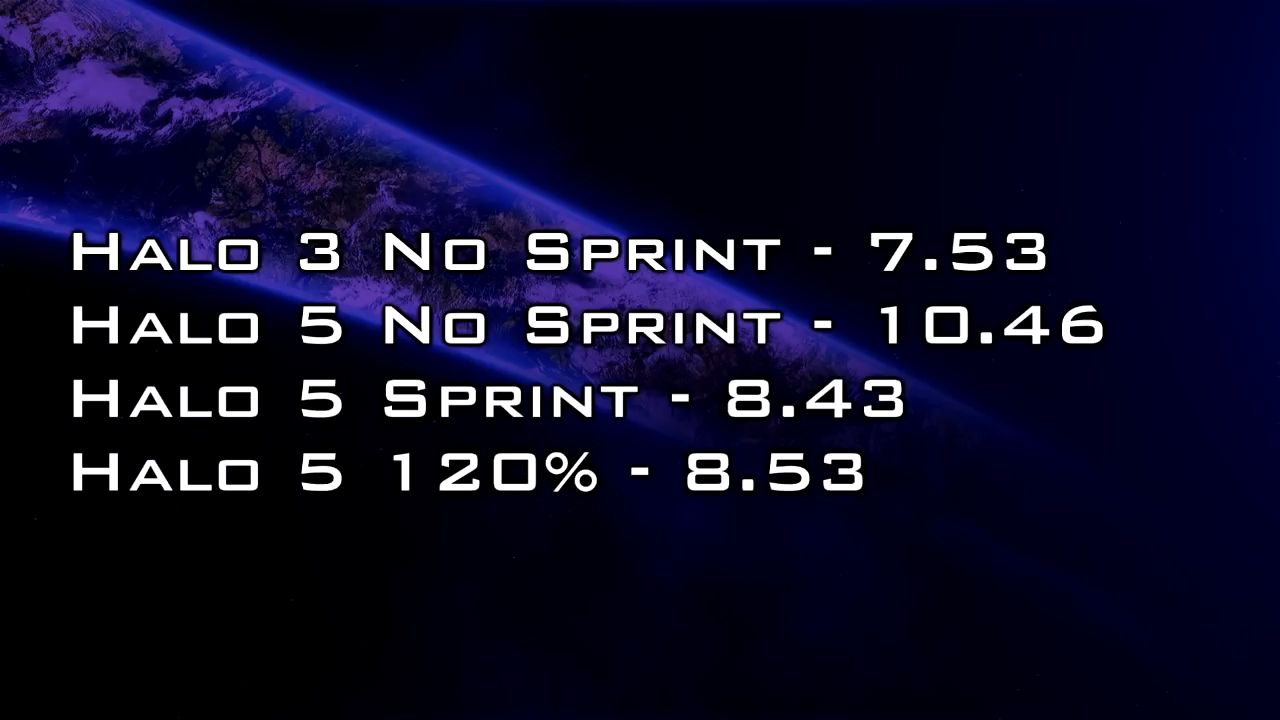 Halo 3 No Sprint - 7.53
Halo 5 No Sprint - 10.46
Halo 5 Sprint - 8.43
Halo 5 120% - 8.53